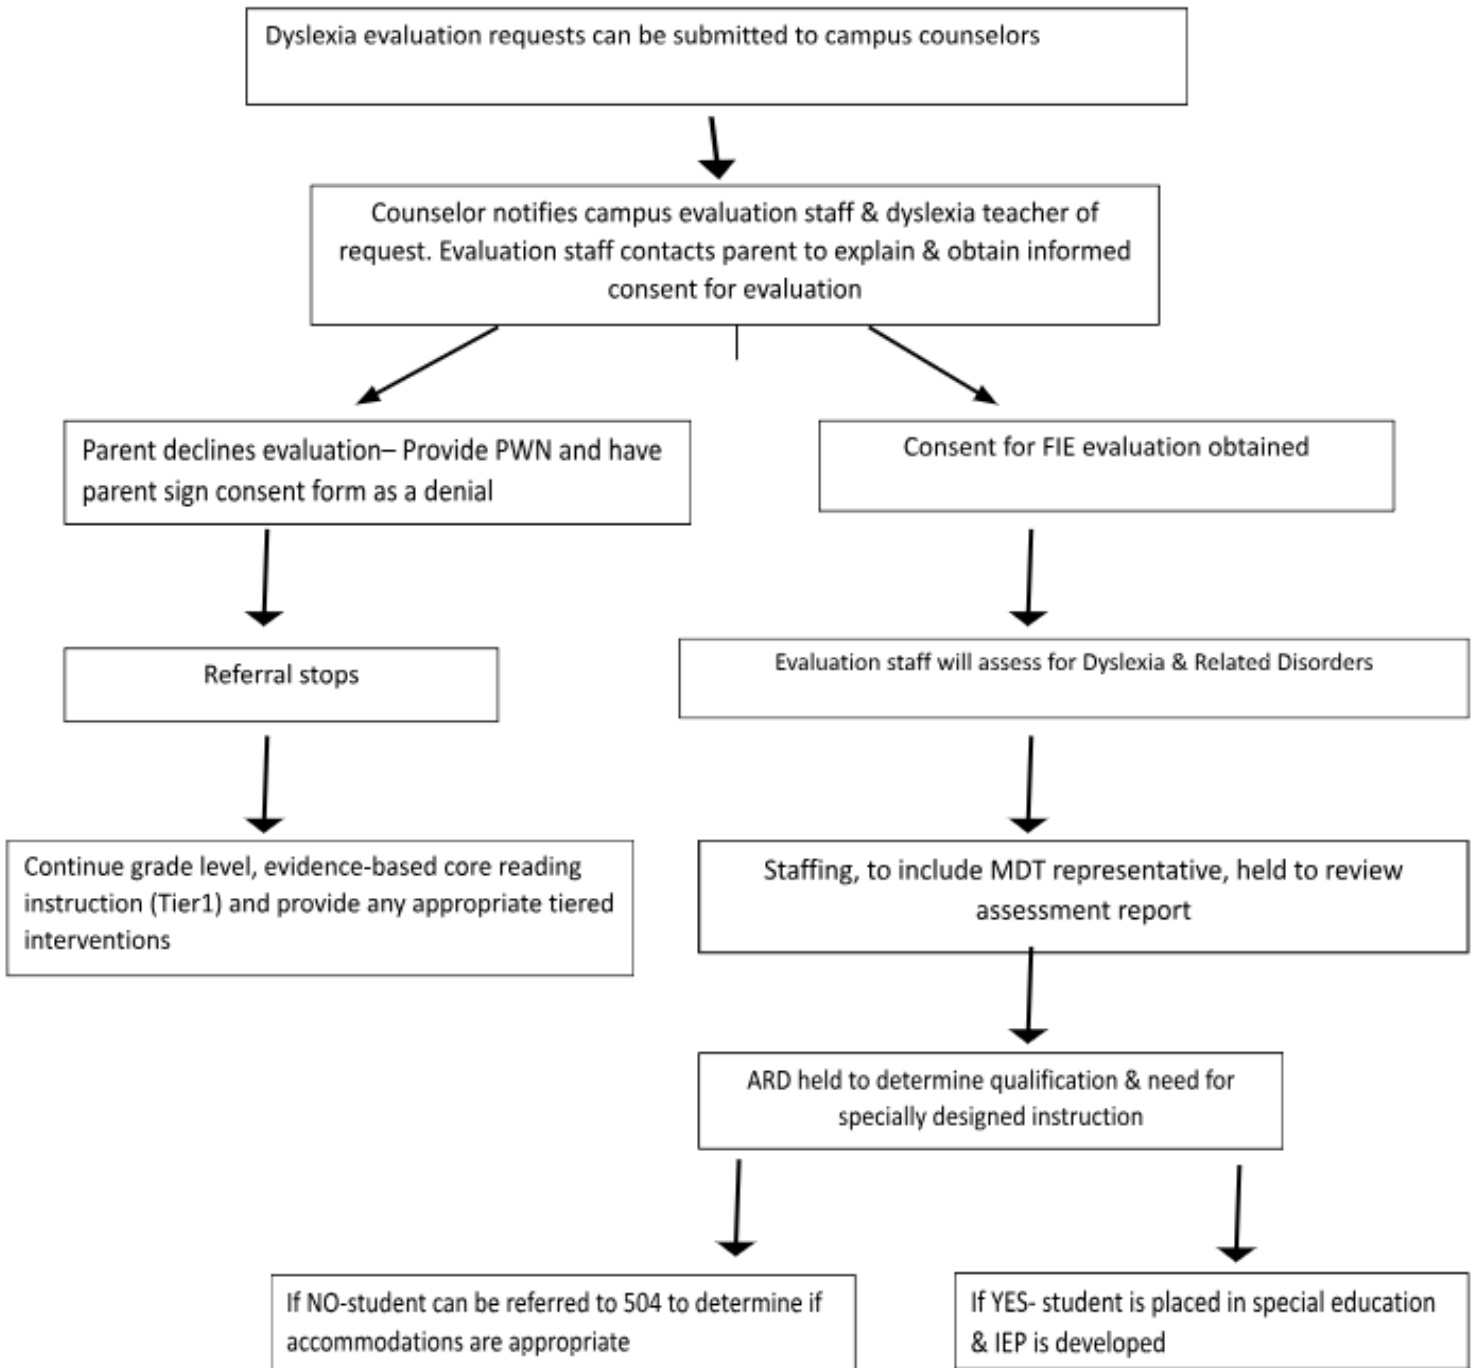 Dyslexia evaluation requests can be submitted to campus counselors
Counselor notifies campus evaluation staff & dyslexia teacher of
request. Evaluation staff contacts parent to explain & obtain informed
consent for evaluation
Parent declines evaluation– Provide PWN and have
parent sign consent form as a denial
Consent for FIE evaluation obtained
Referral stops
Evaluation staff will assess for Dyslexia & Related Disorders
Continue grade level, evidence-based core reading
instruction (Tier1) and provide any appropriate tiered
interventions
Staffing, to include MDT representative, held to review
assessment report
ARD held to determine qualification & need for
specially designed instruction
If NO-student can be referred to 504 to determine if
accommodations are appropriate
If YES- student is placed in special education
& IEP is developed